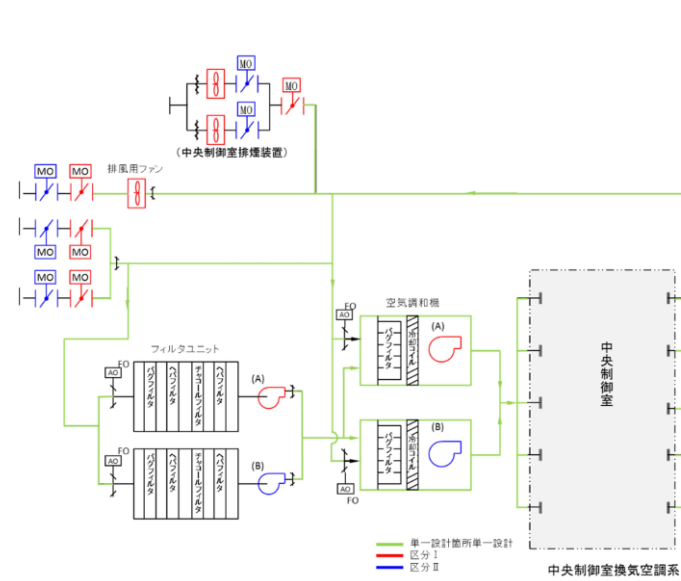 MO
MO
MO
(中央制御室排煙装置)
MO
MO
排風用ファン
MO
MO
MO
MO
空気調和機
FO
AO
バグフィルタ
冷却コイル
(A)
中央制御室
フィルタユニット
FO
AO
バグフィルタ
ヘパフィルタ
チャコールフィルタ
ヘパフィルタ
(A)
(B)
バグフィルタ
冷却コイル
FO
AO
バグフィルタ
ヘパフィルタ
チャコールフィルタ
ヘパフィルタ
(B)
AO
FO
単一設計箇所単一設計
区分Ⅰ
区分Ⅱ
中央制御室換気空調系